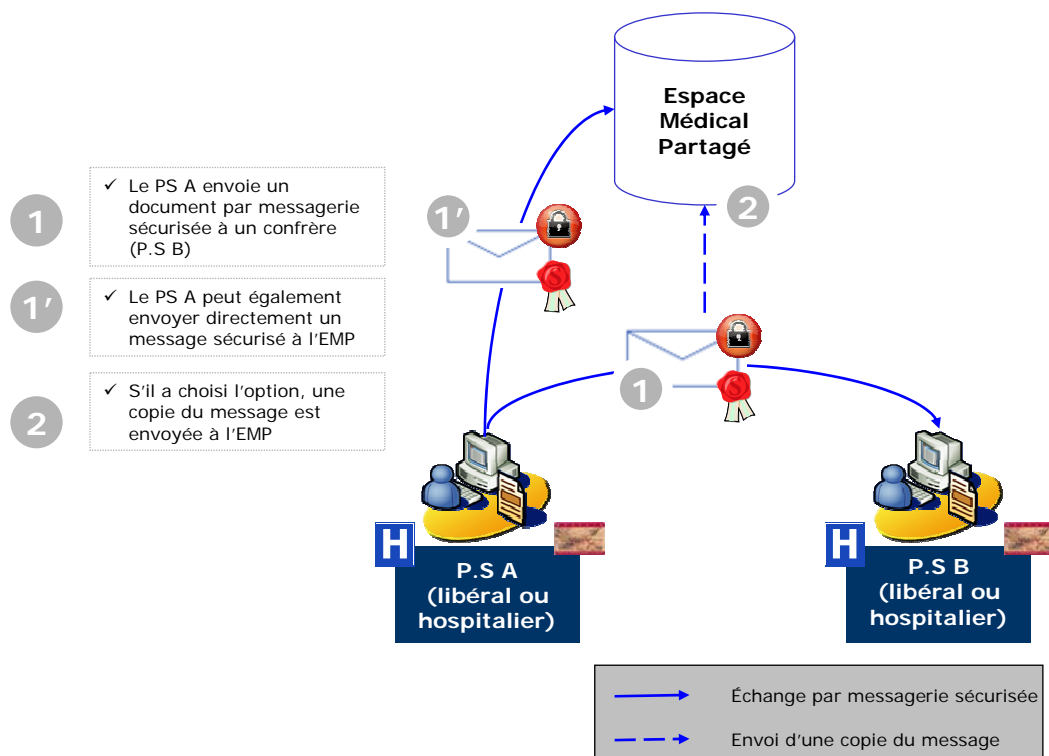 Espace
Médical
Partagé
1
✓ Le PS A envoie un
document par messagerie
sécurisée à un confrère
(P.S B)
1’
✓ Le PS A peut également
envoyer directement un
message sécurisé à l’EMP
2
✓ S’il a choisi l’option, une
copie du message est
envoyée à l’EMP
1’
S
2
1
S
H
P.S A
(libéral ou
hospitalier)
H
P.S B
(libéral ou
hospitalier)
Échange par messagerie sécurisée
Envoi d’une copie du message